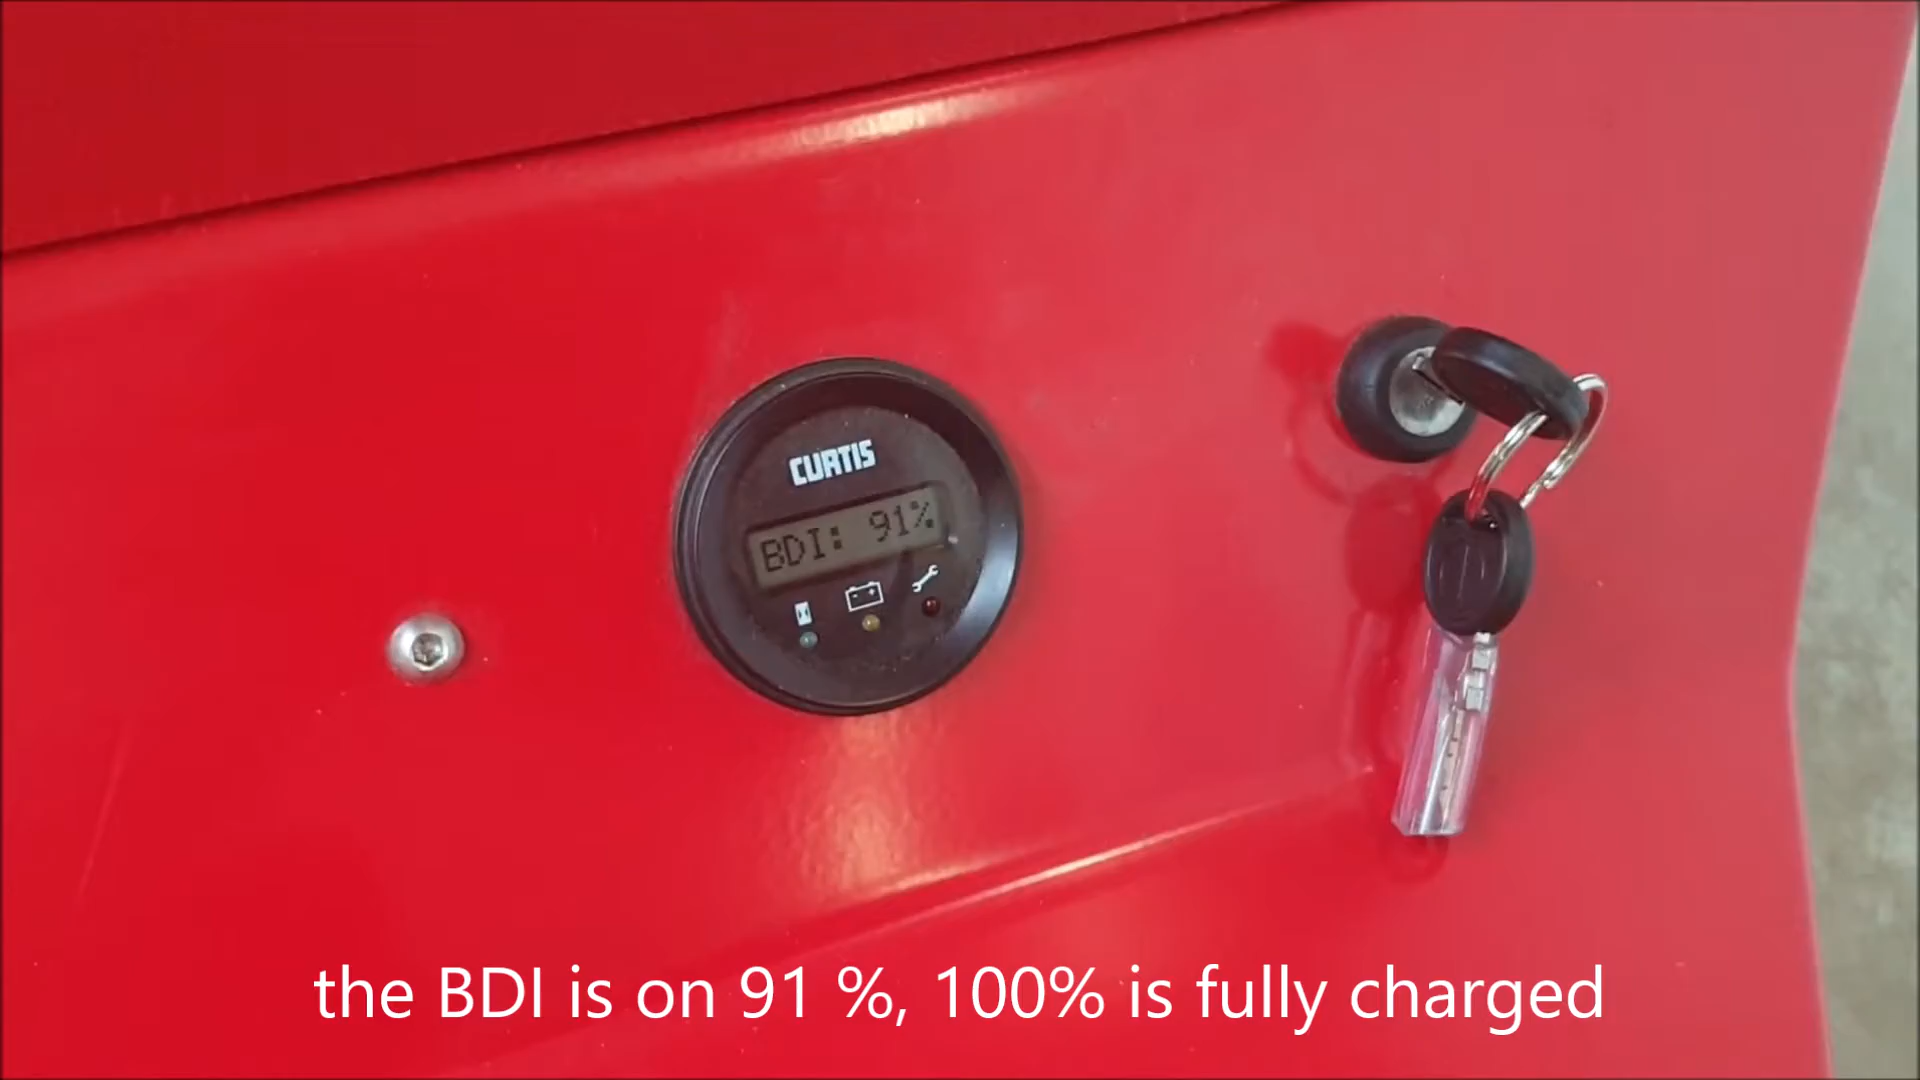 CURTIS
BDI: 91%
the BDI is on 91 %, 100% is fully charged